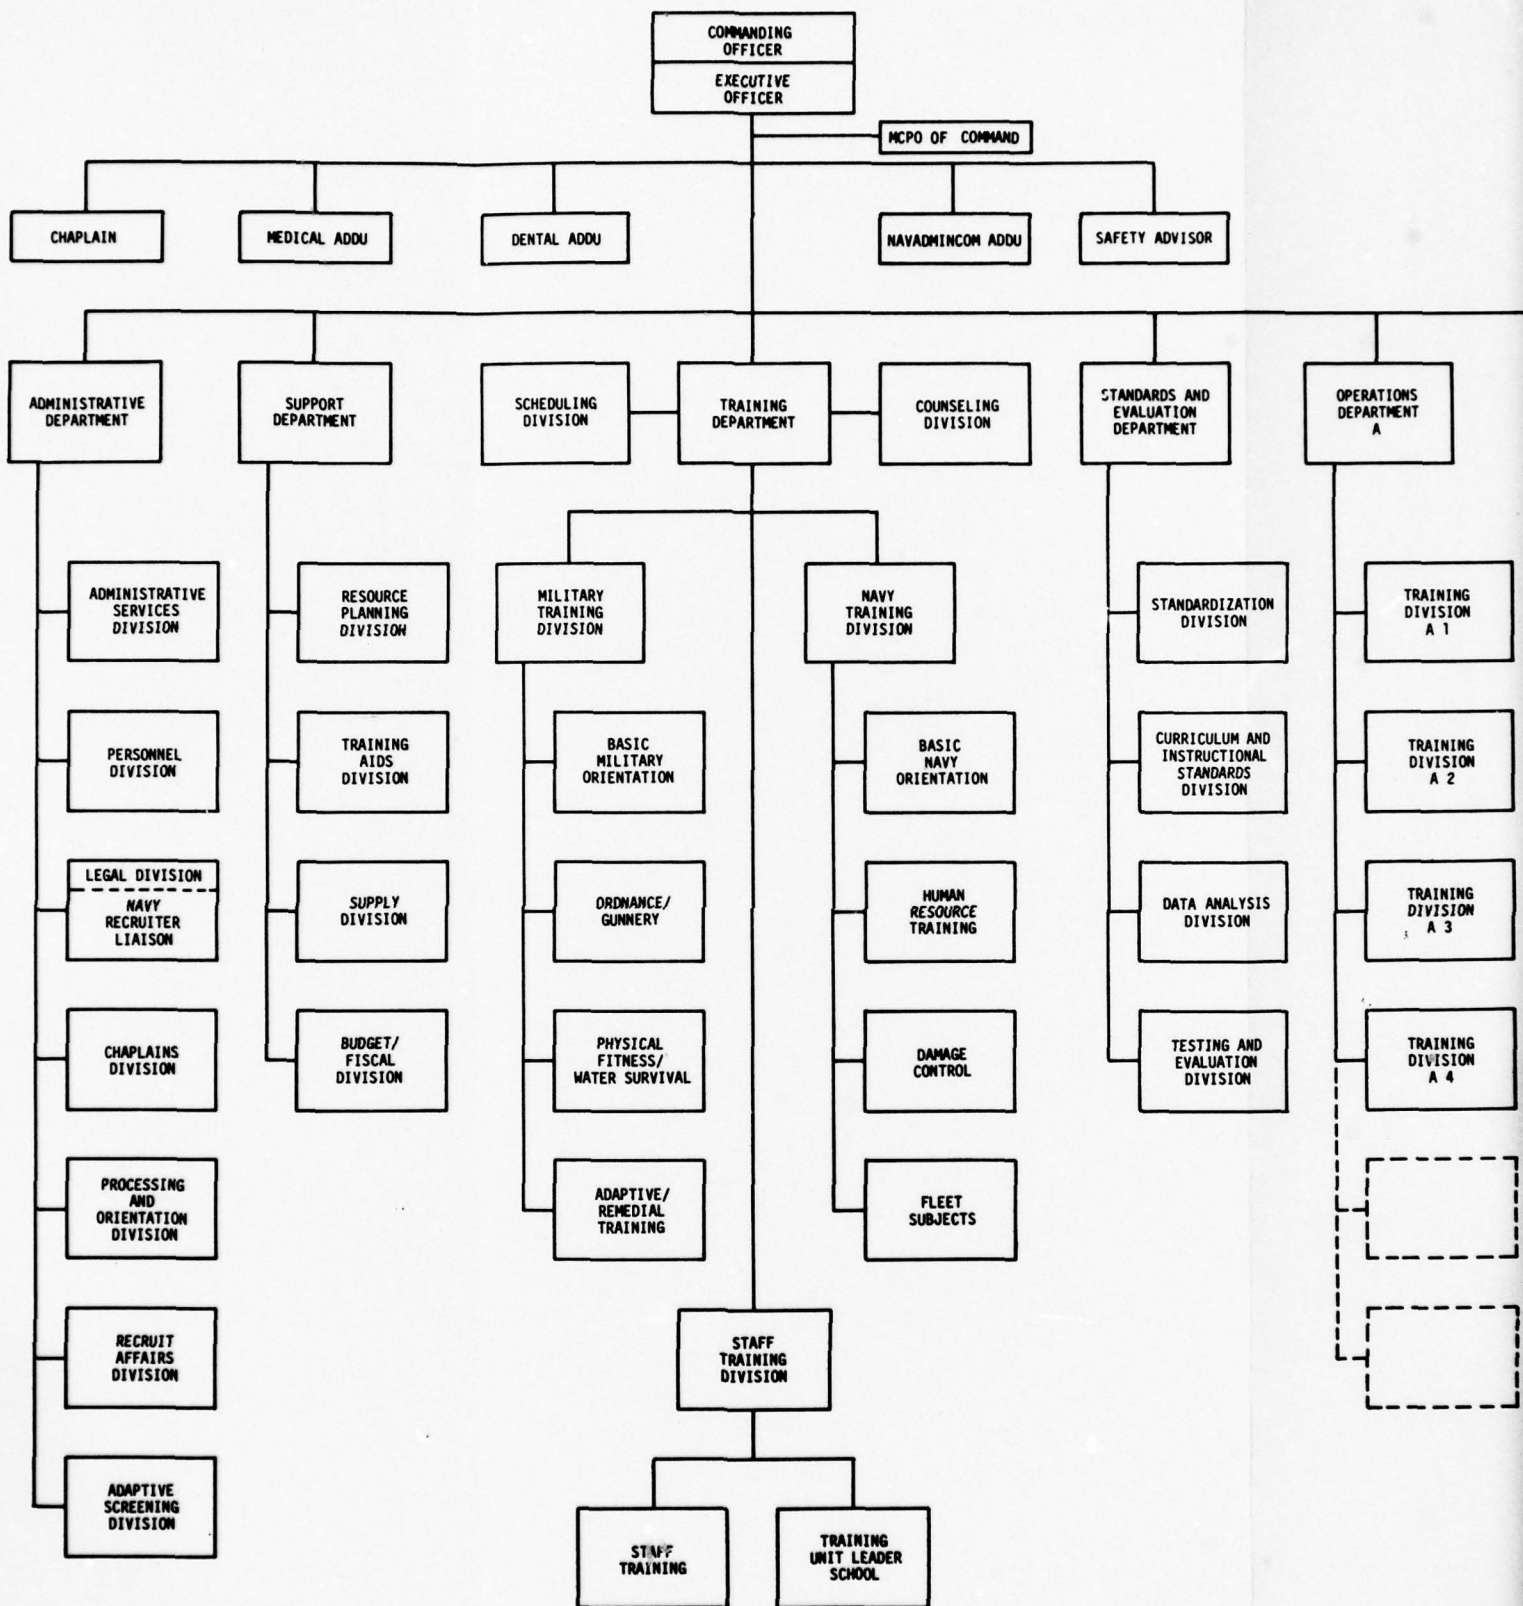 COMMANDING
OFFICER
EXECUTIVE
OFFICER
MCPO OF COMMAND
CHAPLAIN
MEDICAL ADDU
DENTAL ADDU
NAVADMINCOM ADDU
SAFETY ADVISOR
ADMINISTRATIVE
DEPARTMENT
SUPPORT
DEPARTMENT
SCHEDULING
DIVISION
TRAINING
DEPARTMENT
COUNSELING
DIVISION
STANDARDS AND
EVALUATION
DEPARTMENT
OPERATIONS
DEPARTMENT
A
ADMINISTRATIVE
SERVICES
DIVISION
PERSONNEL
DIVISION
LEGAL DIVISION
NAVY
RECRUITER
LIAISON
CHAPLAINS
DIVISION
PROCESSING
AND
ORIENTATION
DIVISION
RECRUIT
AFFAIRS
DIVISION
ADAPTIVE
SCREENING
DIVISION
RESOURCE
PLANNING
DIVISION
TRAINING
AIDS
DIVISION
SUPPLY
DIVISION
BUDGET/
FISCAL
DIVISION
MILITARY
TRAINING
DIVISION
BASIC
MILITARY
ORIENTATION
ORDNANCE/
GUNNERY
PHYSICAL
FITNESS/
WATER SURVIVAL
ADAPTIVE/
REMEDIAL
TRAINING
NAVY
TRAINING
DIVISION
BASIC
NAVY
ORIENTATION
HUMAN
RESOURCE
TRAINING
DAMAGE
CONTROL
FLEET
SUBJECTS
STAFF
TRAINING
DIVISION
STAFF
TRAINING
TRAINING
UNIT LEADER
SCHOOL
STANDARDIZATION
DIVISION
CURRICULUM AND
INSTRUCTIONAL
STANDARDS
DIVISION
DATA ANALYSIS
DIVISION
TESTING AND
EVALUATION
DIVISION
TRAINING
DIVISION
A 1
TRAINING
DIVISION
A 2
TRAINING
DIVISION
A 3
TRAINING
DIVISION
A 4